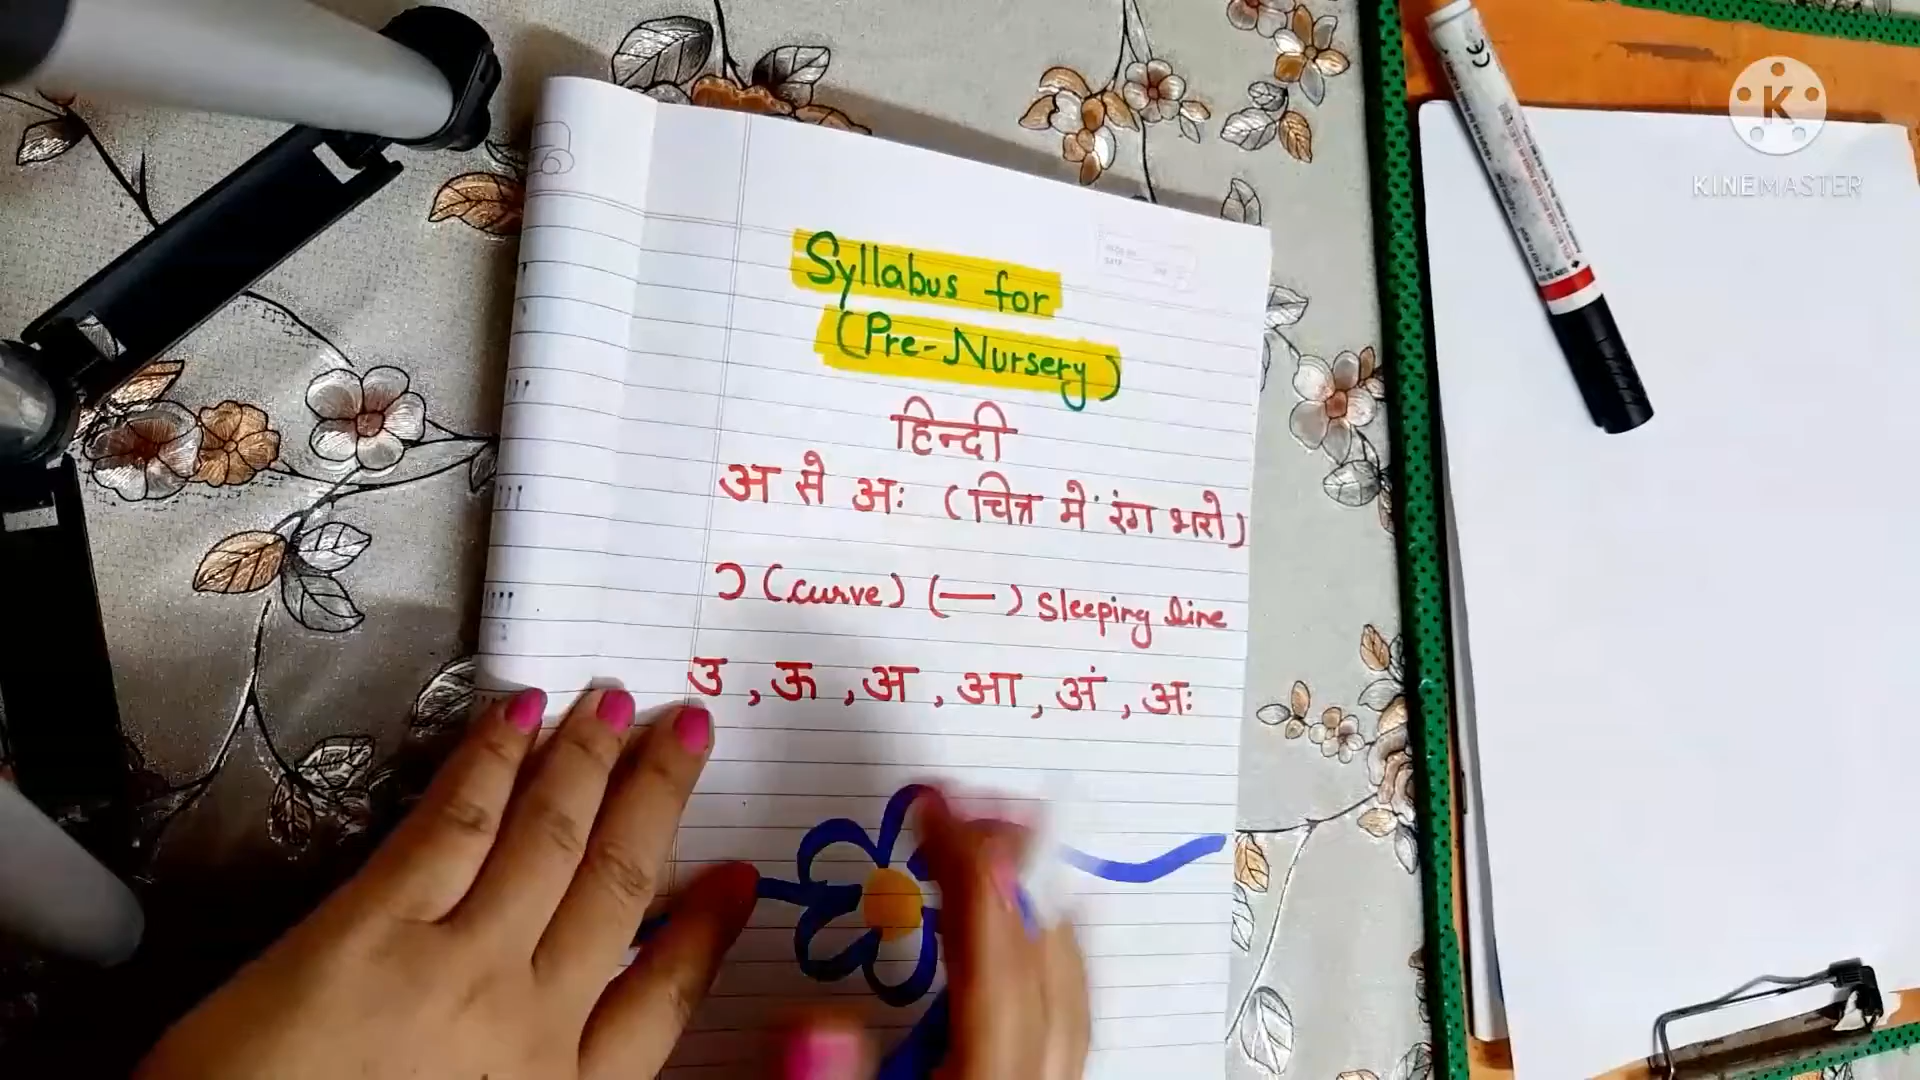 Syllabus for
(Pre-Nursery)
हिन्दी
अ से अः (चित्र में रंग भरो)
Ɔ (curve) (—) Sleeping line
उ, ऊ, अ, आ, अं, अः
K
KINEMASTER